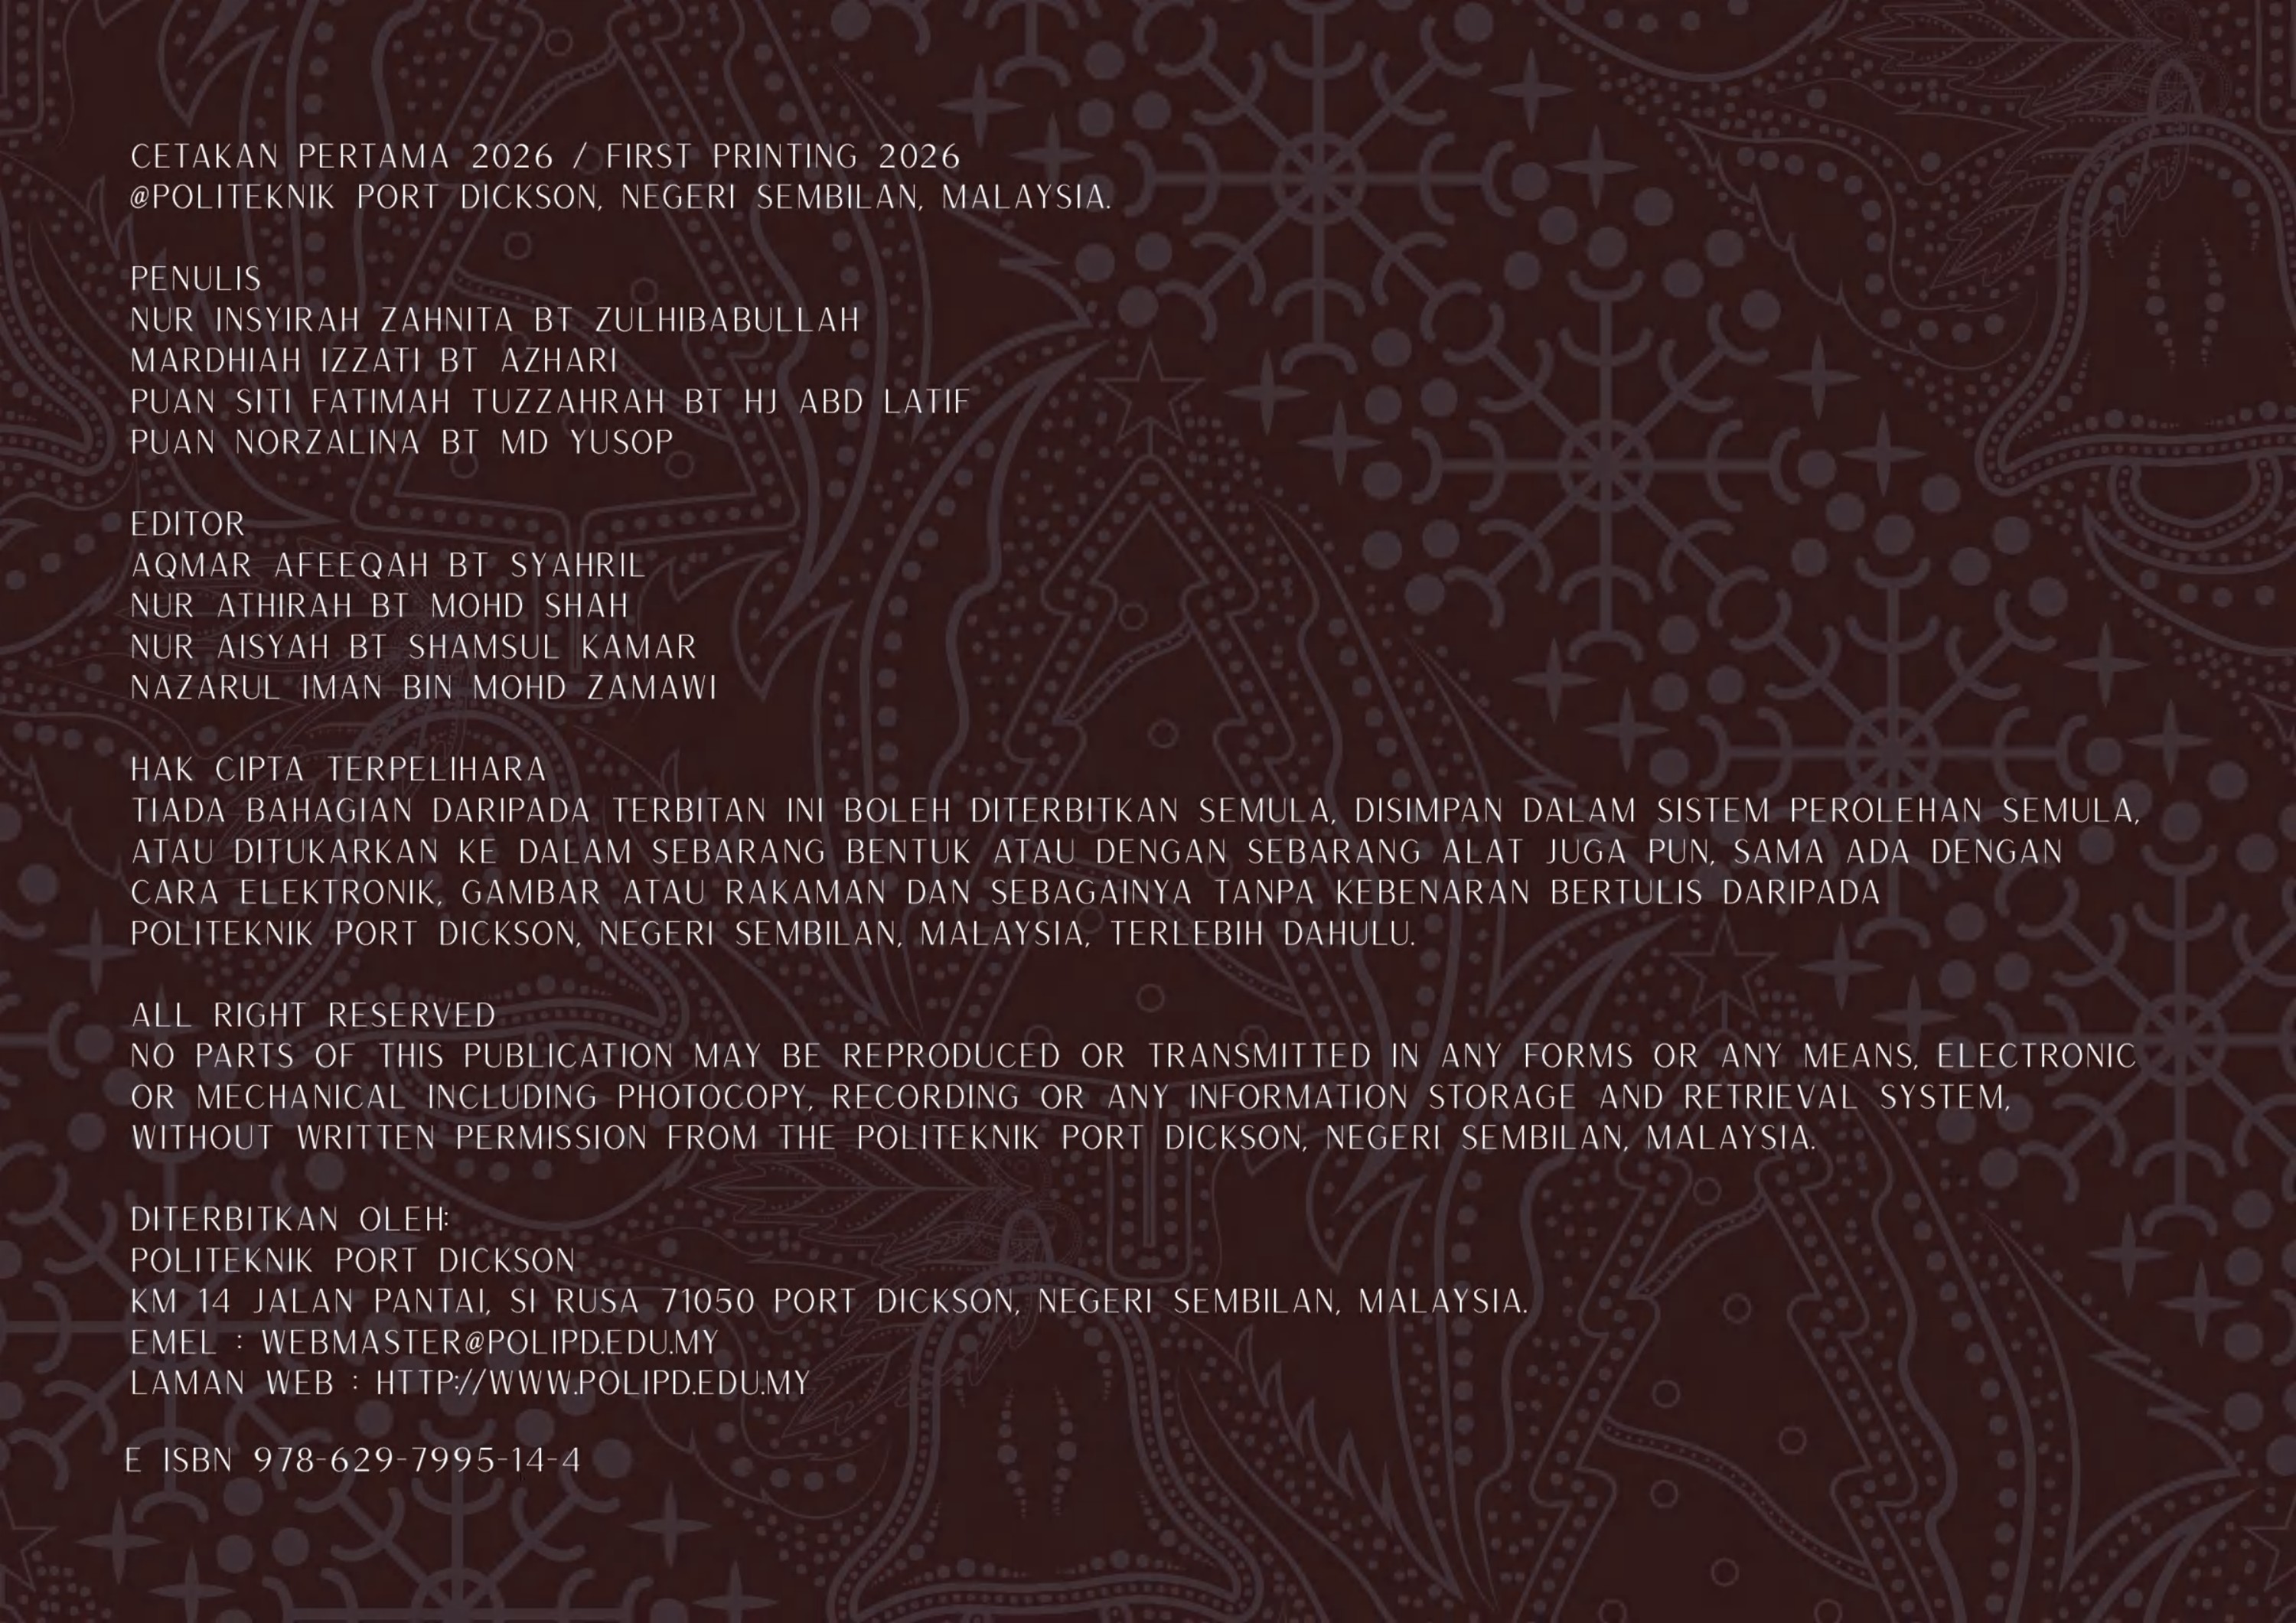 CETAKAN PERTAMA 2026 / FIRST PRINTING 2026
@POLITEKNIK PORT DICKSON, NEGERI SEMBILAN, MALAYSIA.
PENULIS
NUR INSYIRAH ZAHNITA BT ZULHIBABULLAH
MARDHIAH IZZATI BT AZHARI
PUAN SITI FATIMAH TUZZAHRAH BT HJ ABD LATIF
PUAN NORZALINA BT MD YUSOP
EDITOR
AQMAR AFEEQAH BT SYAHRIL
NUR ATHIRAH BT MOHD SHAH
NUR AISYAH BT SHAMSUL KAMAR
NAZARUL IMAN BIN MOHD ZAMAWI
HAK CIPTA TERPELIHARA
TIADA BAHAGIAN DARIPADA TERBITAN INI BOLEH DITERBITKAN SEMULA, DISIMPAN DALAM SISTEM PEROLEHAN SEMULA,
ATAU DITUKARKAN KE DALAM SEBARANG BENTUK ATAU DENGAN SEBARANG ALAT JUGA PUN, SAMA ADA DENGAN
CARA ELEKTRONIK, GAMBAR ATAU RAKAMAN DAN SEBAGAINYA TANPA KEBENARAN BERTULIS DARIPADA
POLITEKNIK PORT DICKSON, NEGERI SEMBILAN, MALAYSIA, TERLEBIH DAHULU.
ALL RIGHT RESERVED
NO PARTS OF THIS PUBLICATION MAY BE REPRODUCED OR TRANSMITTED IN ANY FORMS OR ANY MEANS, ELECTRONIC
OR MECHANICAL INCLUDING PHOTOCOPY, RECORDING OR ANY INFORMATION STORAGE AND RETRIEVAL SYSTEM,
WITHOUT WRITTEN PERMISSION FROM THE POLITEKNIK PORT DICKSON, NEGERI SEMBILAN, MALAYSIA.
DITERBITKAN OLEH:
POLITEKNIK PORT DICKSON
KM 14 JALAN PANTAI, SI RUSA 71050 PORT DICKSON, NEGERI SEMBILAN, MALAYSIA.
EMEL : WEBMASTER@POLIPD.EDU.MY
LAMAN WEB : HTTP://WWW.POLIPD.EDU.MY
E ISBN 978-629-7995-14-4